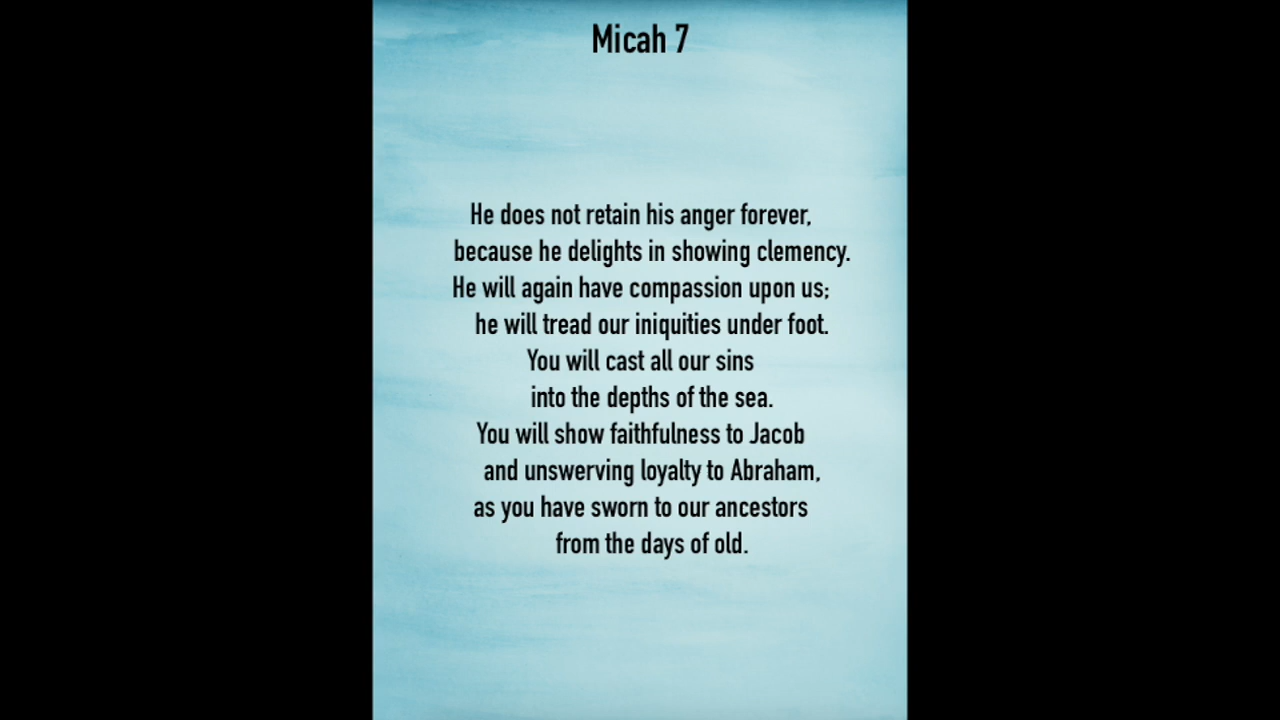 Micah 7
He does not retain his anger forever,
because he delights in showing clemency.
He will again have compassion upon us;
he will tread our iniquities under foot.
You will cast all our sins
into the depths of the sea.
You will show faithfulness to Jacob
and unswerving loyalty to Abraham,
as you have sworn to our ancestors
from the days of old.